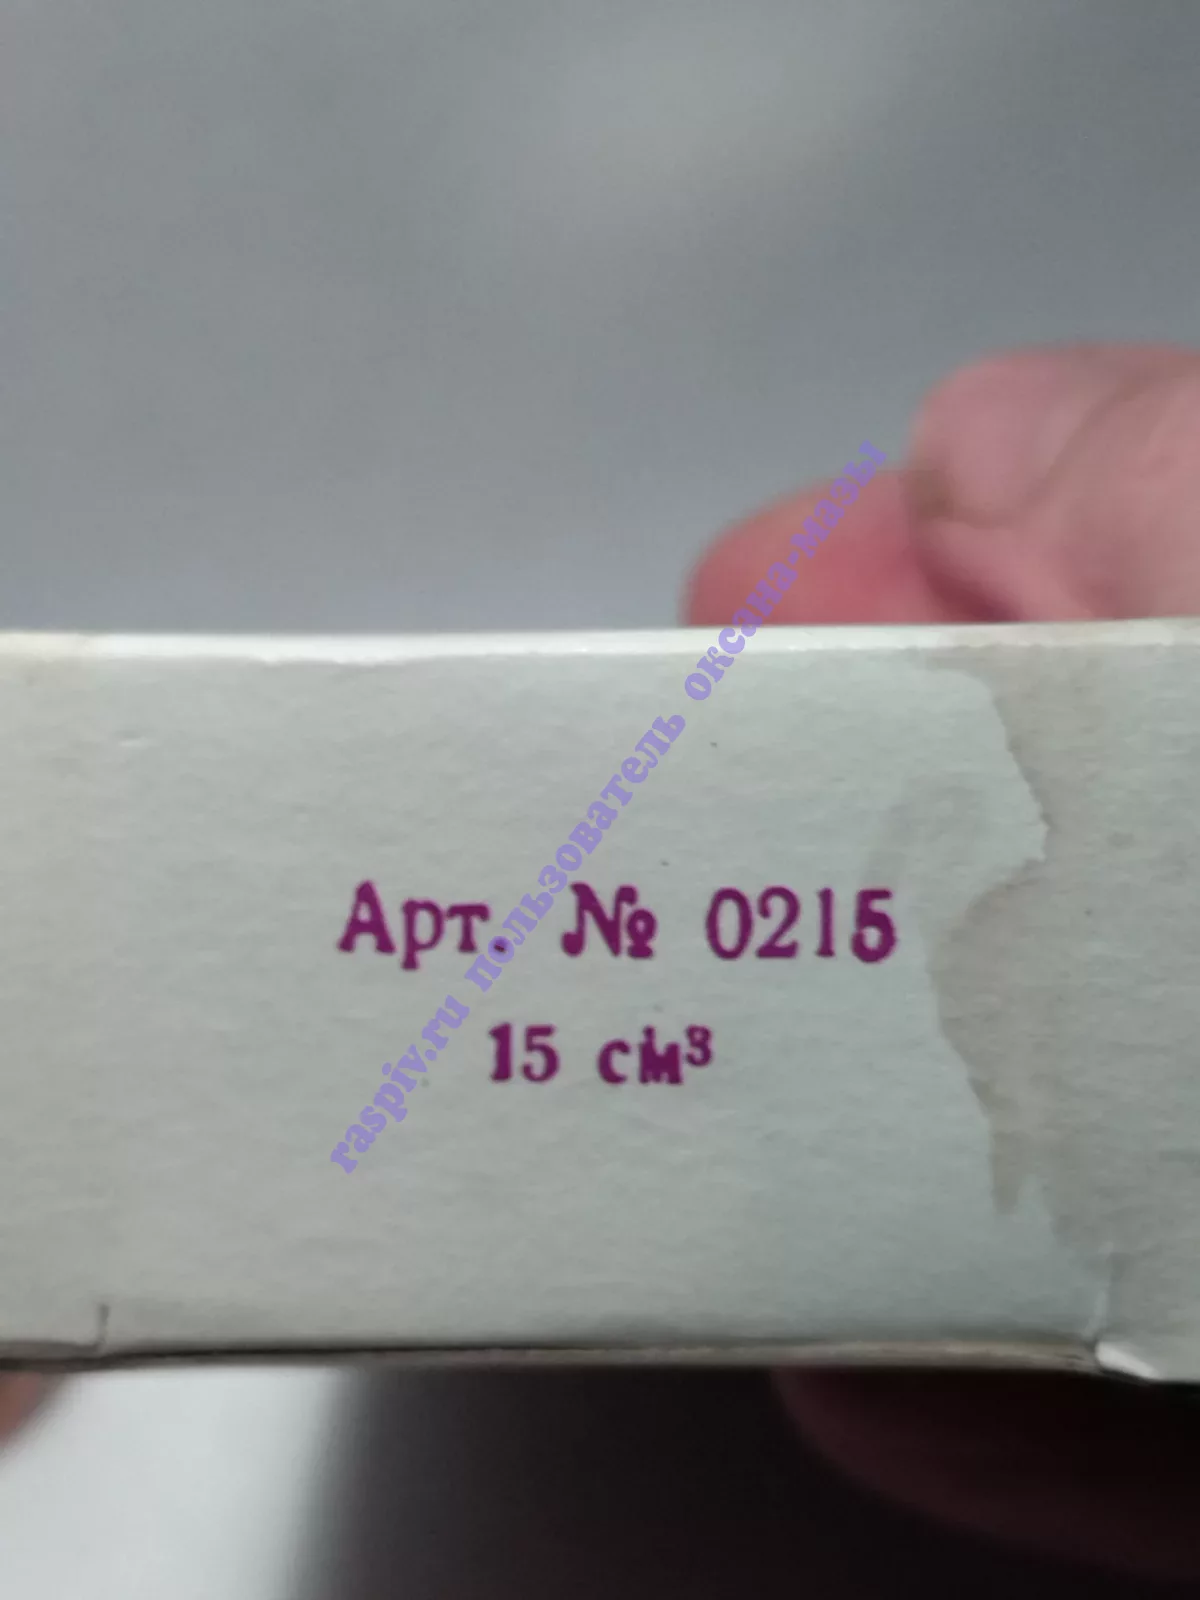 Арт. № 0215
15 см³
raspiv.ru пользователь оксана-мазы